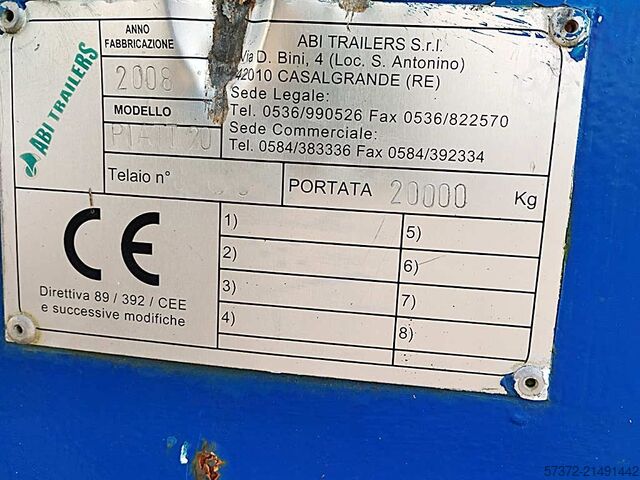 ABI TRAILERS
ANNO
FABBRICAZIONE
2008
MODELLO
Telaio n°
ABI TRAILERS S.r.l.
Via D. Bini, 4 (Loc. S. Antonino)
42010 CASALGRANDE (RE)
Sede Legale:
Tel. 0536/990526 Fax 0536/822570
Sede Commerciale:
Tel. 0584/383336 Fax 0584/392334
PORTATA 20000 Kg
CE
Direttiva 89 / 392 / CEE
e successive modifiche
1)
2)
3)
4)
5)
6)
7)
8)
57372-21491442